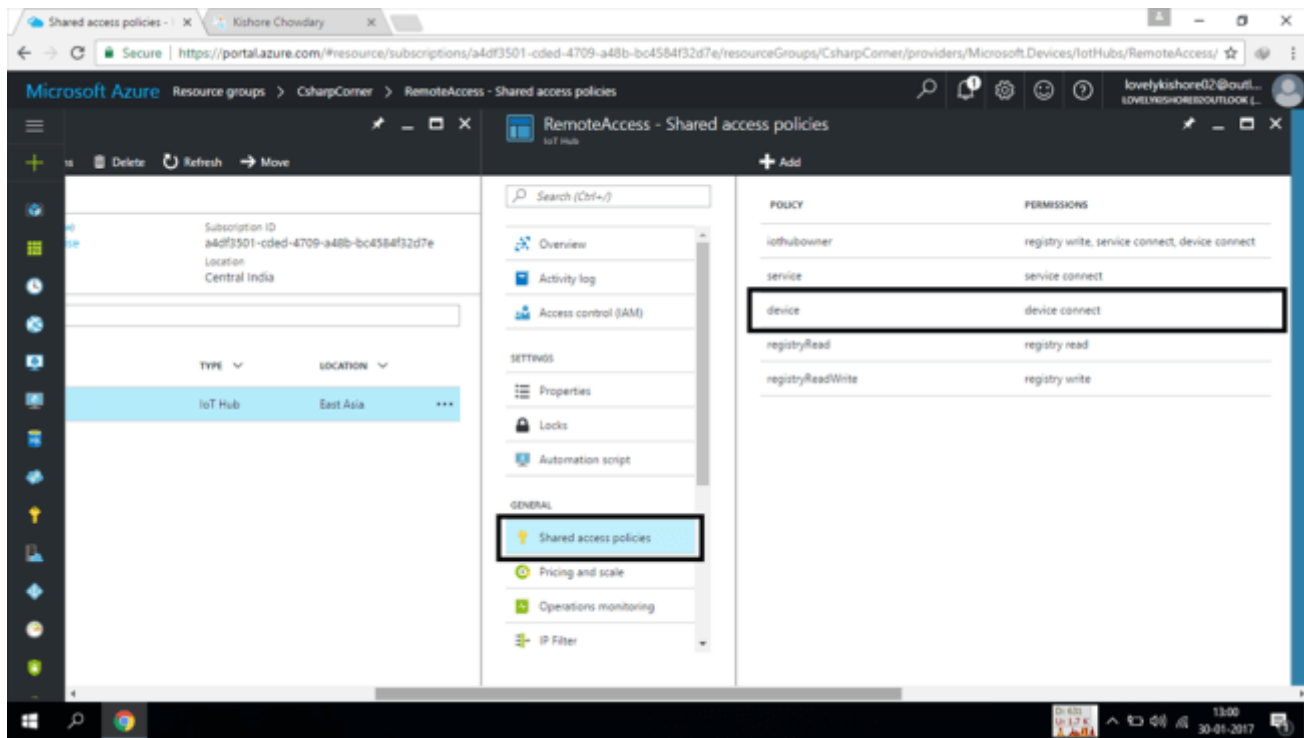 Shared access policies -
Kishore Chowdary
Secure | https://portal.azure.com/#resource/subscriptions/a4df3501-cded-4709-a48b-bc4584f32d7e/resourceGroups/CsharpCorner/providers/Microsoft.Devices/IotHubs/RemoteAccess/
Microsoft Azure Resource groups > CsharpCorner > RemoteAccess - Shared access policies
lovelykishore02@outl...
Delete Refresh Move
Subscription ID
a4df3501-cded-4709-a48b-bc4584f32d7e
Location
Central India
TYPE LOCATION
IoT Hub East Asia ...
RemoteAccess - Shared access policies
IoT Hub
Add
Search (Ctrl+/)
Overview
Activity log
Access control (IAM)
SETTINGS
Properties
Locks
Automation script
GENERAL
Shared access policies
Pricing and scale
Operations monitoring
IP Filter
POLICY PERMISSIONS
iothubowner registry write, service connect, device connect
service service connect
device device connect
registryRead registry read
registryReadWrite registry write
13:00
30-01-2017